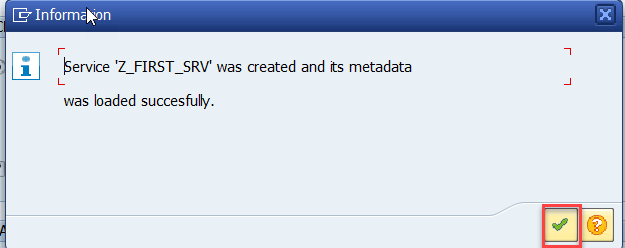 Information
Service 'Z_FIRST_SRV' was created and its metadata
was loaded succesfully.